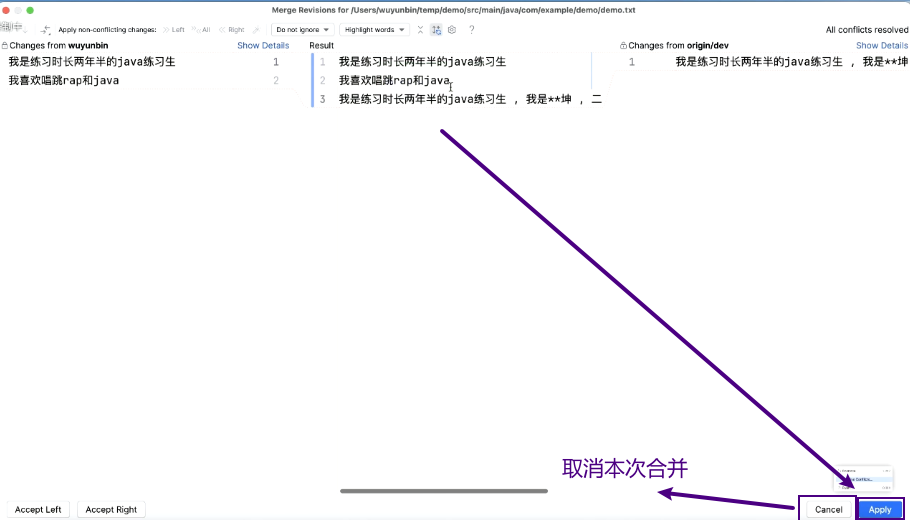 Merge Revisions for /Users/wuyunbin/temp/demo/src/main/java/com/example/demo/demo.txt
Apply non-conflicting changes: Left All Right Do not ignore Highlight words ? All conflicts resolved
Changes from wuyunbin Show Details Result Changes from origin/dev Show Details
我是练习时长两年半的java练习生 1 1 我是练习时长两年半的java练习生 1 我是练习时长两年半的java练习生 , 我是**坤
我喜欢唱跳rap和java 2 2 我喜欢唱跳rap和java
3 我是练习时长两年半的java练习生 , 我是**坤 , 二
取消本次合并
Accept Left Accept Right Cancel Apply